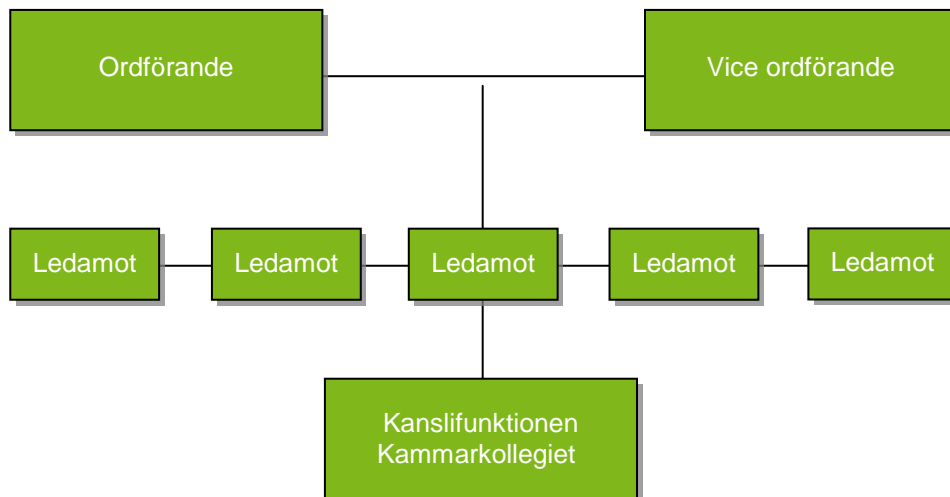 Ordförande
Vice ordförande
Ledamot
Ledamot
Ledamot
Ledamot
Ledamot
Kanslifunktionen
Kammarkollegiet